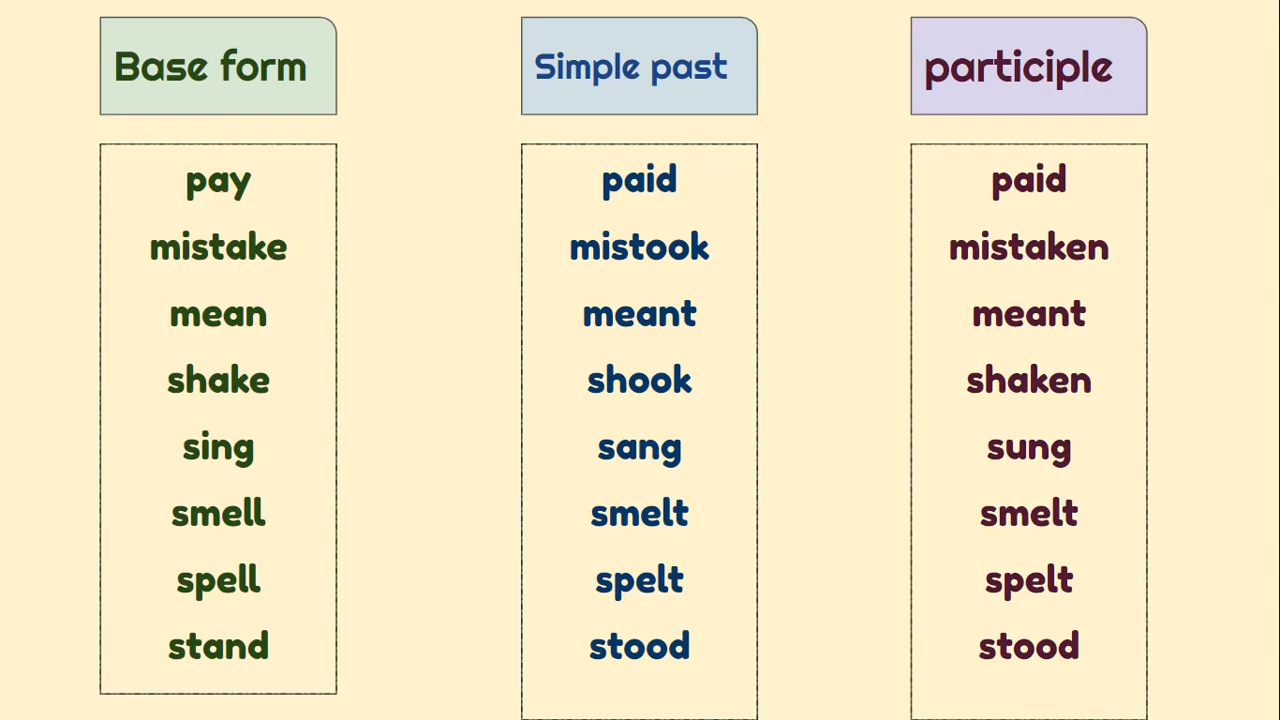 Base form
Simple past
participle
pay
mistake
mean
shake
sing
smell
spell
stand
paid
mistook
meant
shook
sang
smelt
spelt
stood
paid
mistaken
meant
shaken
sung
smelt
spelt
stood